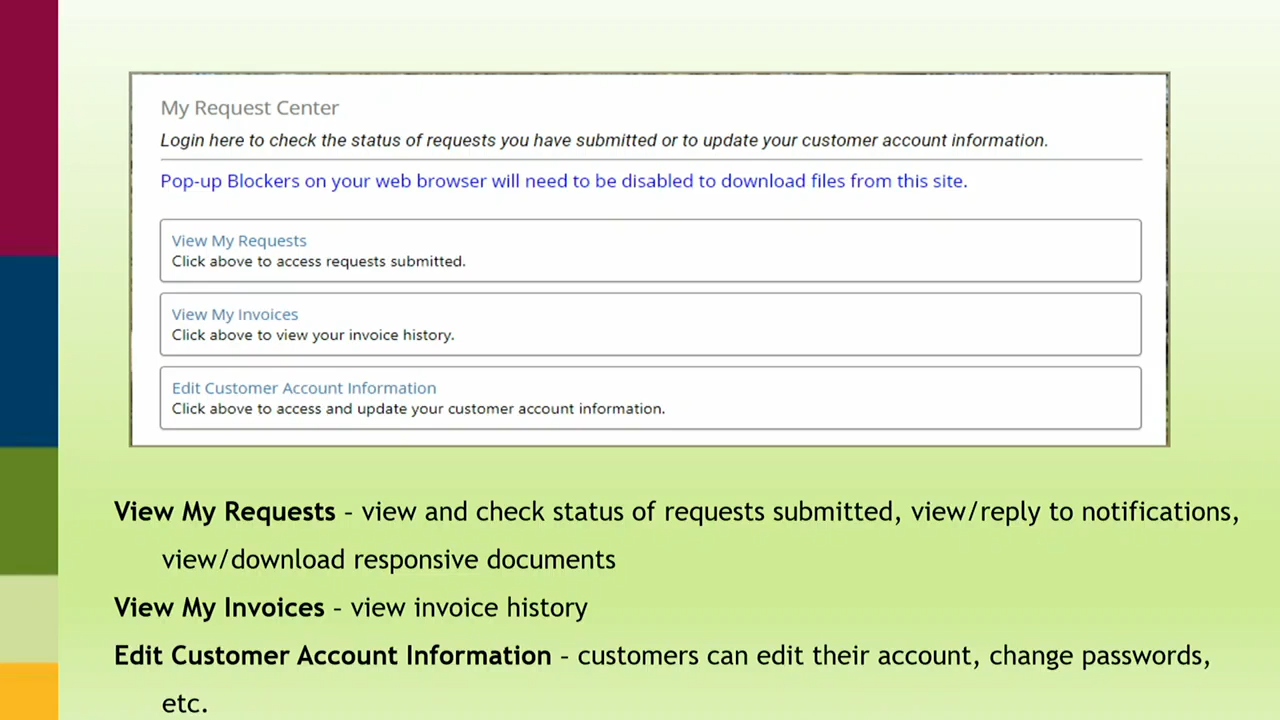 My Request Center
Login here to check the status of requests you have submitted or to update your customer account information.
Pop-up Blockers on your web browser will need to be disabled to download files from this site.
View My Requests
Click above to access requests submitted.
View My Invoices
Click above to view your invoice history.
Edit Customer Account Information
Click above to access and update your customer account information.
View My Requests – view and check status of requests submitted, view/reply to notifications,
view/download responsive documents
View My Invoices – view invoice history
Edit Customer Account Information – customers can edit their account, change passwords,
etc.